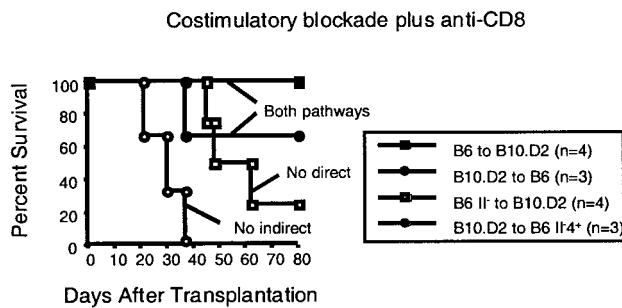 Costimulatory blockade plus anti-CD8
Percent Survival
100
80
60
40
20
0
0 10 20 30 40 50 60 70 80
Days After Transplantation
Both pathways
No direct
No indirect
B6 to B10.D2 (n=4)
B10.D2 to B6 (n=3)
B6 II⁻ to B10.D2 (n=4)
B10.D2 to B6 II⁻4⁺ (n=3)